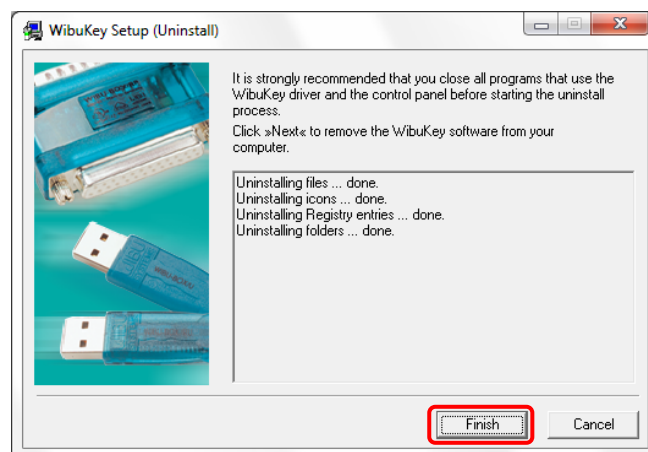 WibuKey Setup (Uninstall)
It is strongly recommended that you close all programs that use the
WibuKey driver and the control panel before starting the uninstall
process.
Click »Next« to remove the WibuKey software from your
computer.
Uninstalling files ... done.
Uninstalling icons ... done.
Uninstalling Registry entries ... done.
Uninstalling folders ... done.
Finish
Cancel